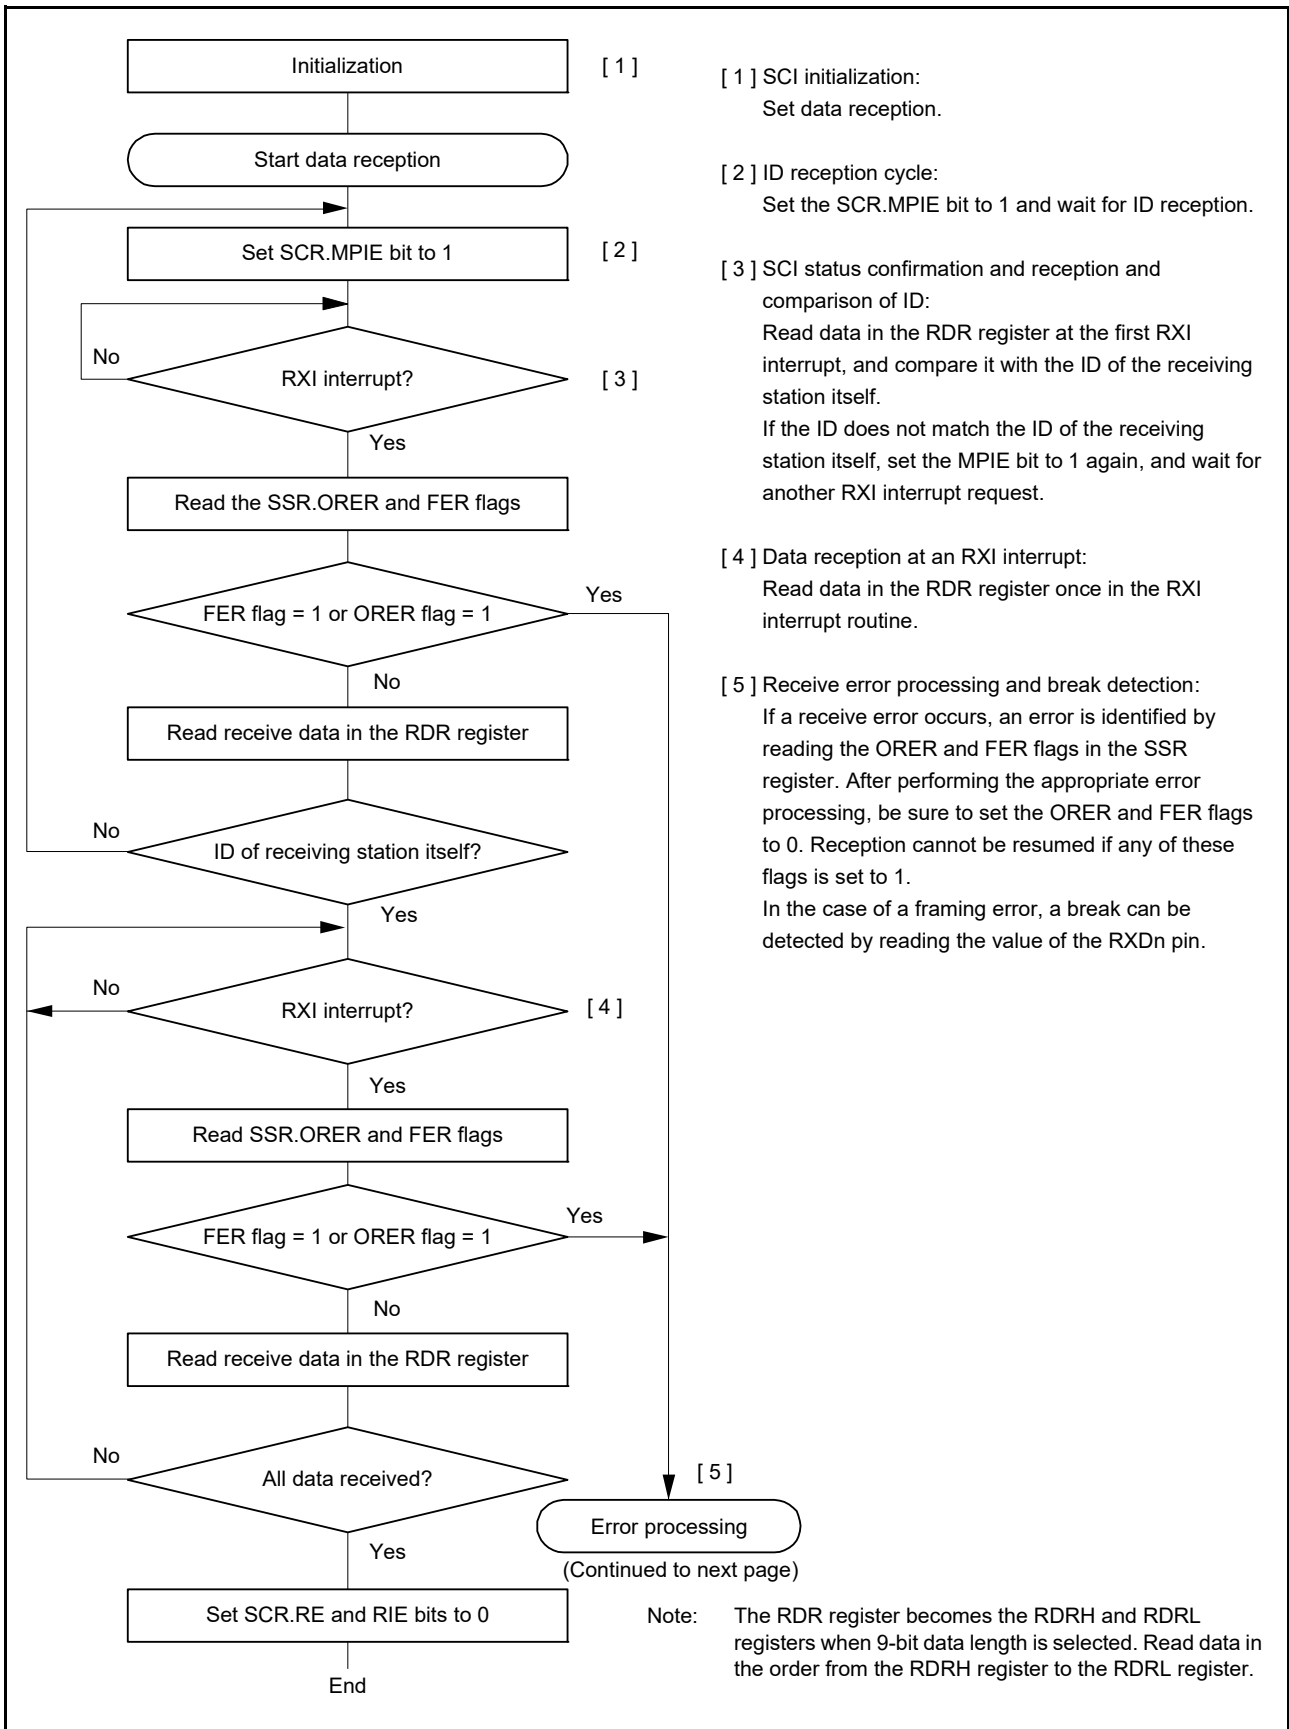 Initialization
[ 1 ]
Start data reception
Set SCR.MPIE bit to 1
[ 2 ]
No
RXI interrupt?
[ 3 ]
Yes
Read the SSR.ORER and FER flags
FER flag = 1 or ORER flag = 1
Yes
No
Read receive data in the RDR register
No
ID of receiving station itself?
Yes
No
RXI interrupt?
[ 4 ]
Yes
Read SSR.ORER and FER flags
FER flag = 1 or ORER flag = 1
Yes
No
Read receive data in the RDR register
No
All data received?
[ 5 ]
Error processing
(Continued to next page)
Yes
Set SCR.RE and RIE bits to 0
End
[ 1 ] SCI initialization:
Set data reception.
[ 2 ] ID reception cycle:
Set the SCR.MPIE bit to 1 and wait for ID reception.
[ 3 ] SCI status confirmation and reception and
comparison of ID:
Read data in the RDR register at the first RXI
interrupt, and compare it with the ID of the receiving
station itself.
If the ID does not match the ID of the receiving
station itself, set the MPIE bit to 1 again, and wait for
another RXI interrupt request.
[ 4 ] Data reception at an RXI interrupt:
Read data in the RDR register once in the RXI
interrupt routine.
[ 5 ] Receive error processing and break detection:
If a receive error occurs, an error is identified by
reading the ORER and FER flags in the SSR
register. After performing the appropriate error
processing, be sure to set the ORER and FER flags
to 0. Reception cannot be resumed if any of these
flags is set to 1.
In the case of a framing error, a break can be
detected by reading the value of the RXDn pin.
Note: The RDR register becomes the RDRH and RDRL
registers when 9-bit data length is selected. Read data in
the order from the RDRH register to the RDRL register.